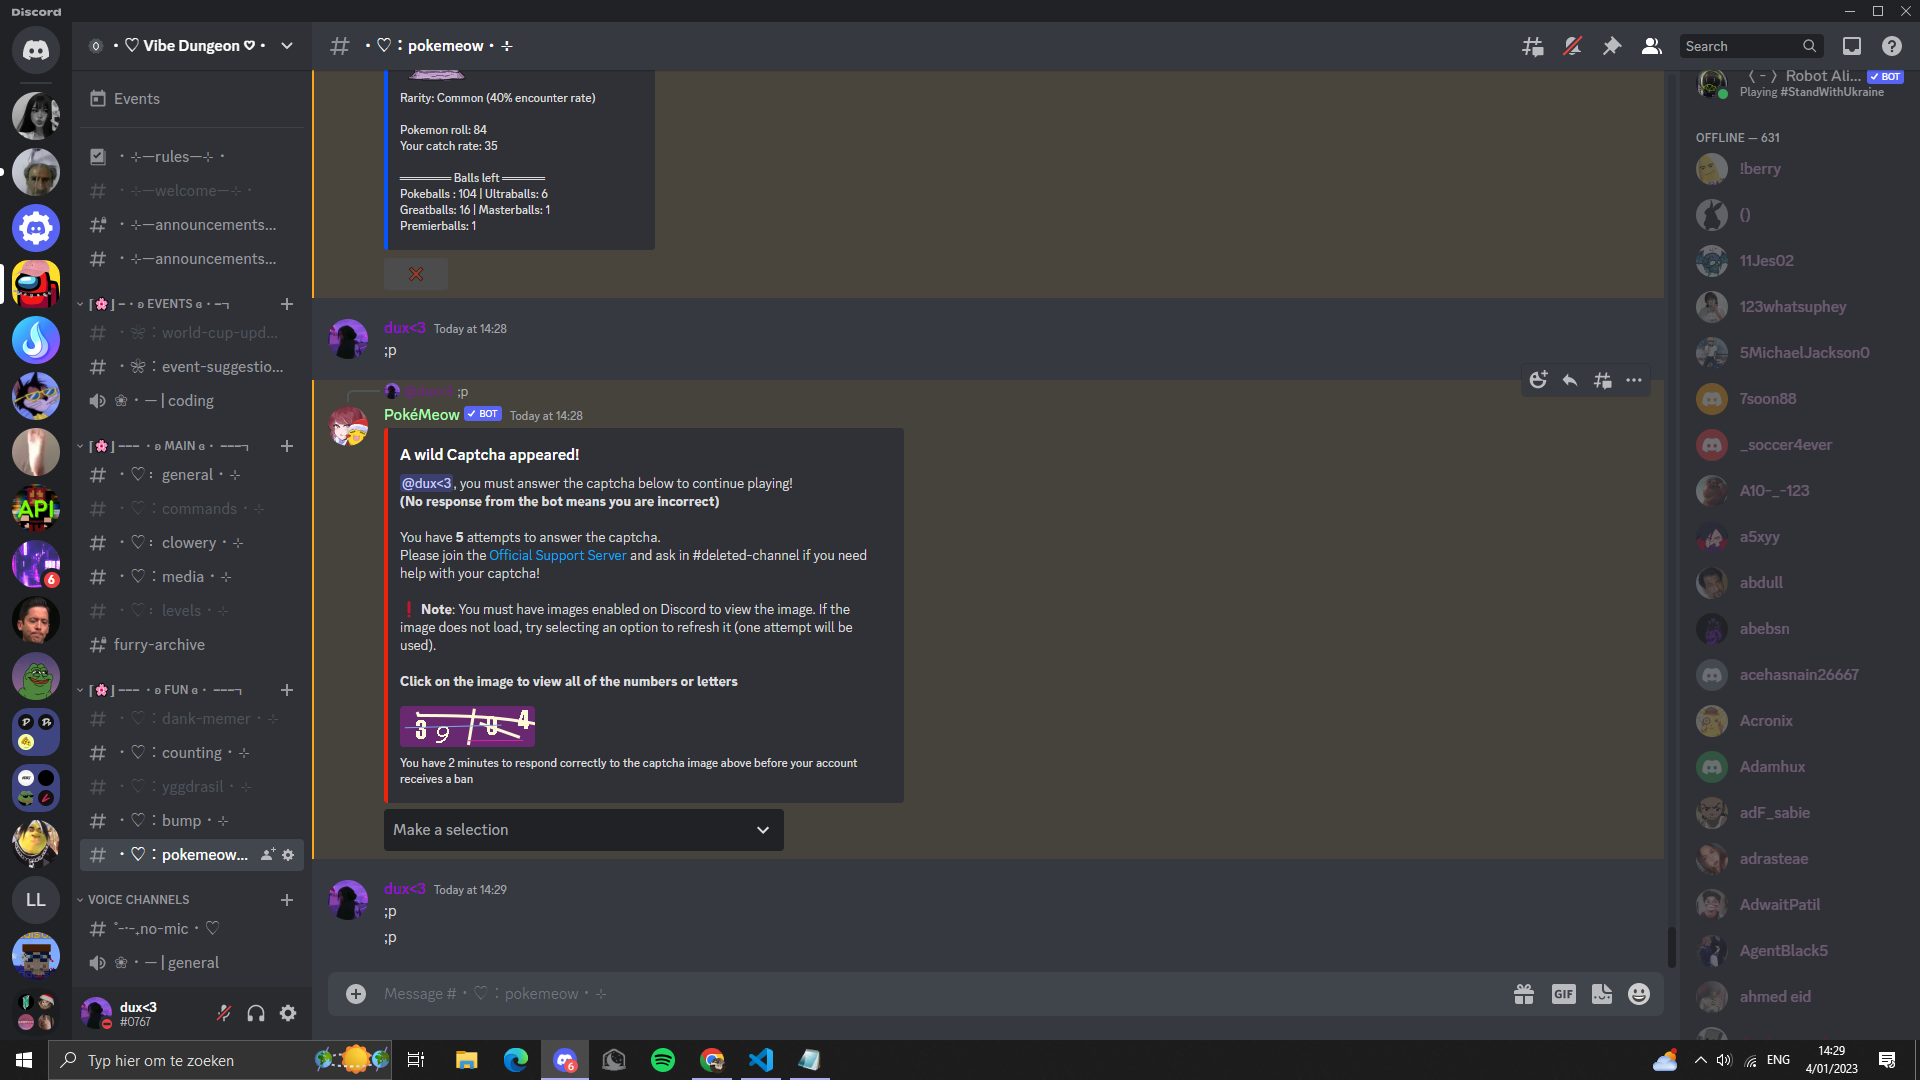 Discord
・♡ Vibe Dungeon ♡・
Events
・⊹—rules—⊹・
・⊹—welcome—⊹・
・⊹—announcements...
・⊹—announcements...
EVENTS
world-cup-upd...
event-suggestio...
・— | coding
MAIN
・♡: general・⊹
・♡: commands・⊹
・♡: clowery・⊹
・♡: media・⊹
・♡: levels・⊹
furry-archive
FUN
・♡: dank-memer・⊹
・♡: counting・⊹
・♡: yggdrasil・⊹
・♡: bump・⊹
・♡: pokemeow...
VOICE CHANNELS
no-mic・♡
・— | general
API
6
LL
dux<3
#0767
・♡: pokemeow・⊹
Search
Rarity: Common (40% encounter rate)
Pokemon roll: 84
Your catch rate: 35
Balls left
Pokeballs : 104 | Ultraballs: 6
Greatballs: 16 | Masterballs: 1
Premierballs: 1
dux<3 Today at 14:28
;p
@dux<3 ;p
PokéMeow BOT Today at 14:28
A wild Captcha appeared!
@dux<3, you must answer the captcha below to continue playing!
(No response from the bot means you are incorrect)
You have 5 attempts to answer the captcha.
Please join the Official Support Server and ask in #deleted-channel if you need
help with your captcha!
❗ Note: You must have images enabled on Discord to view the image. If the
image does not load, try selecting an option to refresh it (one attempt will be
used).
Click on the image to view all of the numbers or letters
You have 2 minutes to respond correctly to the captcha image above before your account
receives a ban
Make a selection
dux<3 Today at 14:29
;p
;p
Message #・♡: pokemeow・⊹
GIF
Robot Ali... BOT
Playing #StandWithUkraine
OFFLINE — 631
!berry
()
11Jes02
123whatsuphey
5MichaelJackson0
7soon88
_soccer4ever
A10-_-123
a5xyy
abdull
abebsn
acehasnain26667
Acronix
Adamhux
adF_sabie
adrasteae
AdwaitPatil
AgentBlack5
ahmed eid
Typ hier om te zoeken
6
ENG
14:29
4/01/2023